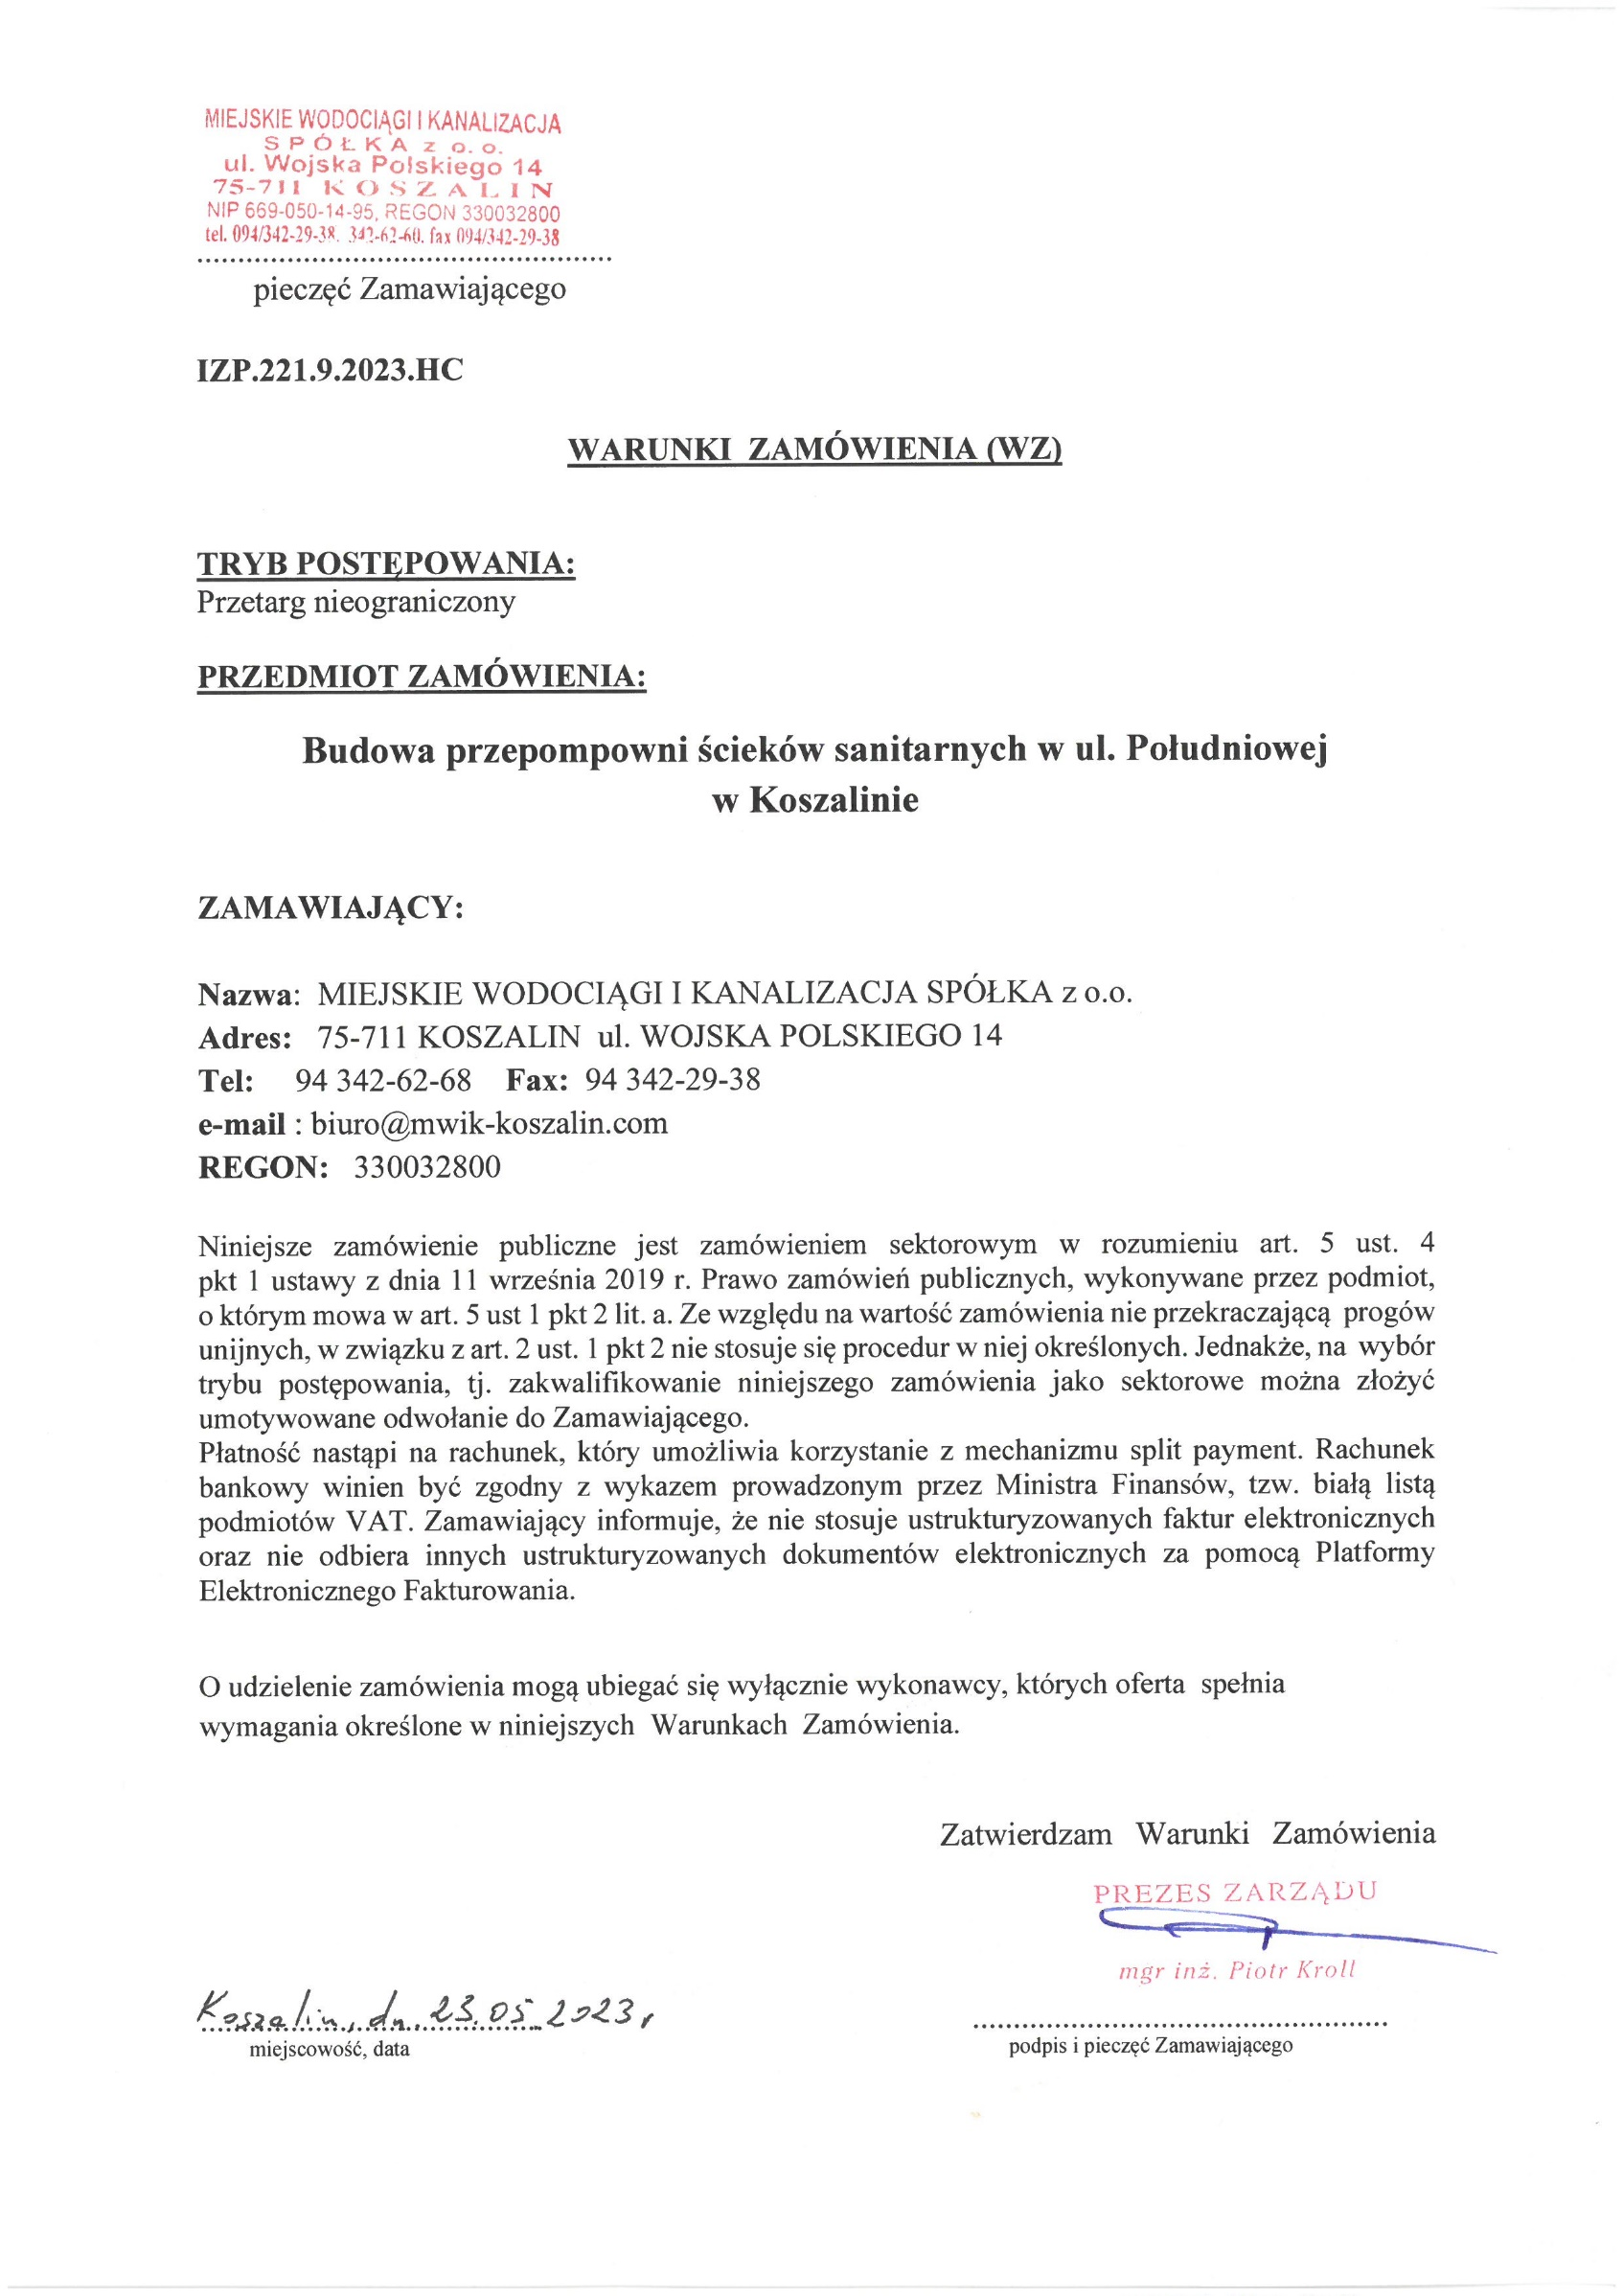 MIEJSKIE WODOCIĄGI I KANALIZACJA
SPÓŁKA z o.o.
ul. Wojska Polskiego 14
75-711 KOSZALIN
NIP 669-050-14-95, REGON 330032800
tel. 094/342-29-38, 342-62-60, fax 094/342-29-38
pieczęć Zamawiającego
IZP.221.9.2023.HC
WARUNKI ZAMÓWIENIA (WZ)
TRYB POSTĘPOWANIA:
Przetarg nieograniczony
PRZEDMIOT ZAMÓWIENIA:
Budowa przepompowni ścieków sanitarnych w ul. Południowej
w Koszalinie
ZAMAWIAJĄCY:
Nazwa: MIEJSKIE WODOCIĄGI I KANALIZACJA SPÓŁKA z o.o.
Adres: 75-711 KOSZALIN ul. WOJSKA POLSKIEGO 14
Tel: 94 342-62-68 Fax: 94 342-29-38
e-mail : biuro@mwik-koszalin.com
REGON: 330032800
Niniejsze zamówienie publiczne jest zamówieniem sektorowym w rozumieniu art. 5 ust. 4
pkt 1 ustawy z dnia 11 września 2019 r. Prawo zamówień publicznych, wykonywane przez podmiot,
o którym mowa w art. 5 ust 1 pkt 2 lit. a. Ze względu na wartość zamówienia nie przekraczającą progów
unijnych, w związku z art. 2 ust. 1 pkt 2 nie stosuje się procedur w niej określonych. Jednakże, na wybór
trybu postępowania, tj. zakwalifikowanie niniejszego zamówienia jako sektorowe można złożyć
umotywowane odwołanie do Zamawiającego.
Płatność nastąpi na rachunek, który umożliwia korzystanie z mechanizmu split payment. Rachunek
bankowy winien być zgodny z wykazem prowadzonym przez Ministra Finansów, tzw. białą listą
podmiotów VAT. Zamawiający informuje, że nie stosuje ustrukturyzowanych faktur elektronicznych
oraz nie odbiera innych ustrukturyzowanych dokumentów elektronicznych za pomocą Platformy
Elektronicznego Fakturowania.
O udzielenie zamówienia mogą ubiegać się wyłącznie wykonawcy, których oferta spełnia
wymagania określone w niniejszych Warunkach Zamówienia.
Zatwierdzam Warunki Zamówienia
PREZES ZARZĄDU
mgr inż. Piotr Kroll
Koszalin, dn. 23.05.2023r
miejscowość, data
podpis i pieczęć Zamawiającego